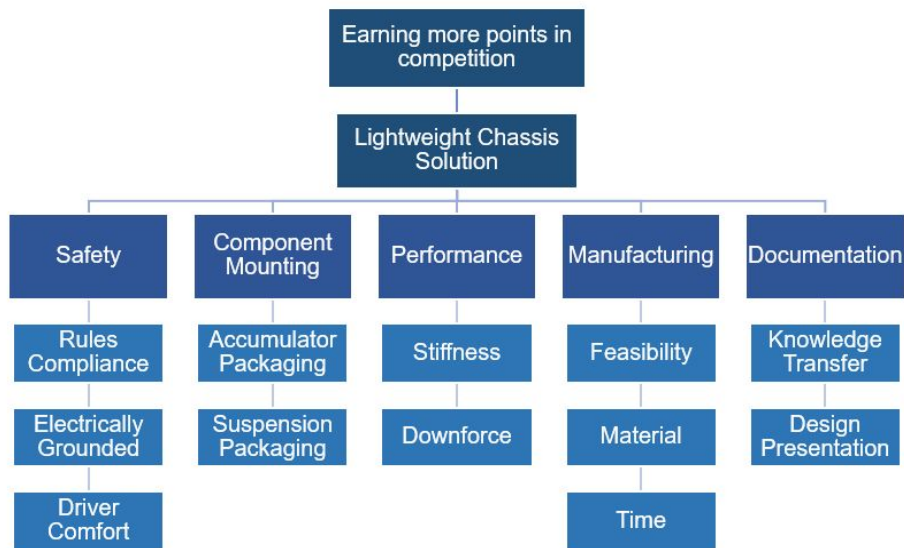 Earning more points in
competition
Lightweight Chassis
Solution
Safety
Component
Mounting
Performance
Manufacturing
Documentation
Rules
Compliance
Accumulator
Packaging
Stiffness
Feasibility
Knowledge
Transfer
Electrically
Grounded
Suspension
Packaging
Downforce
Material
Design
Presentation
Driver
Comfort
Time